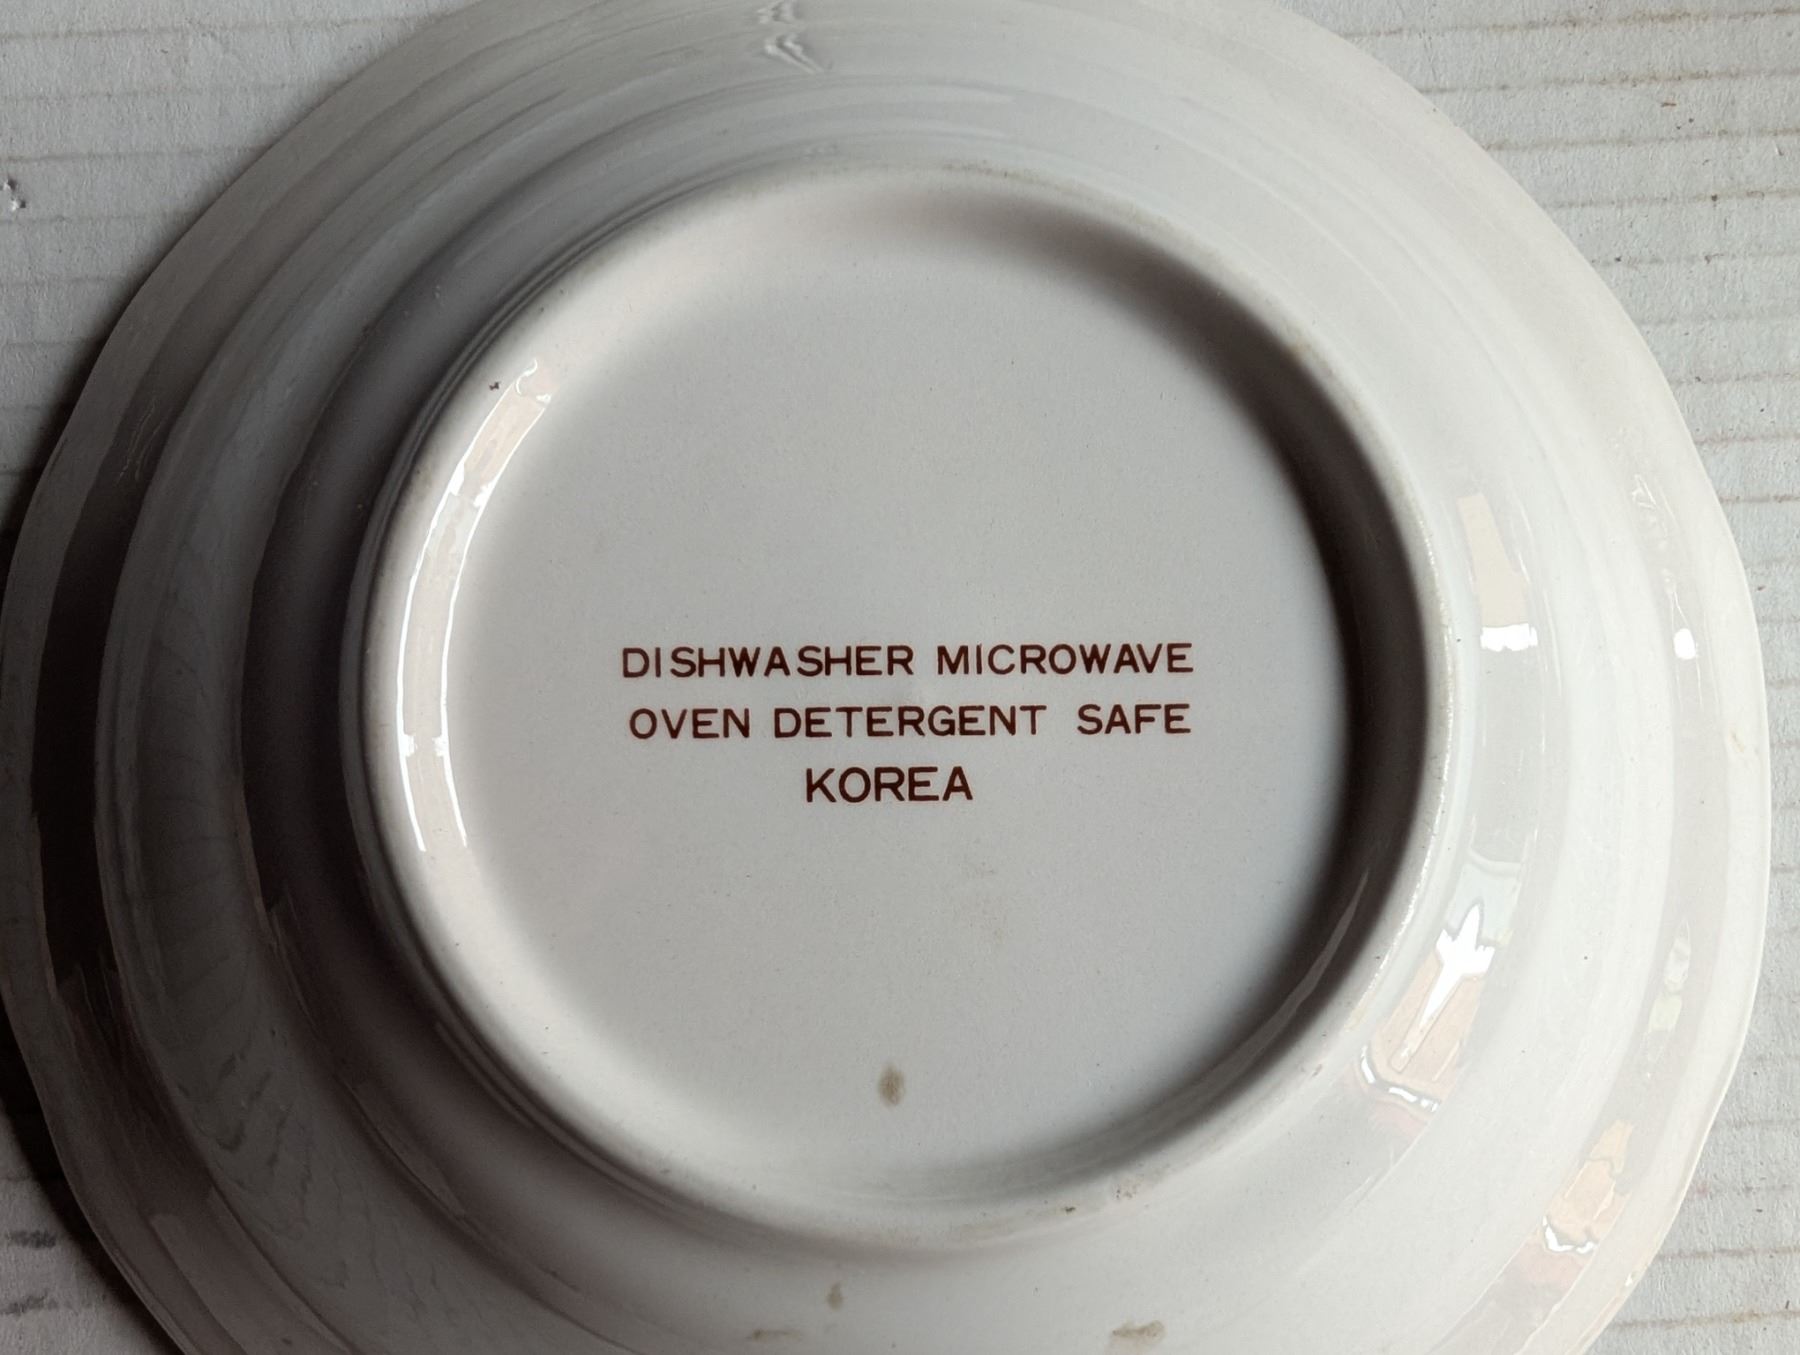 DISHWASHER MICROWAVE
OVEN DETERGENT SAFE
KOREA